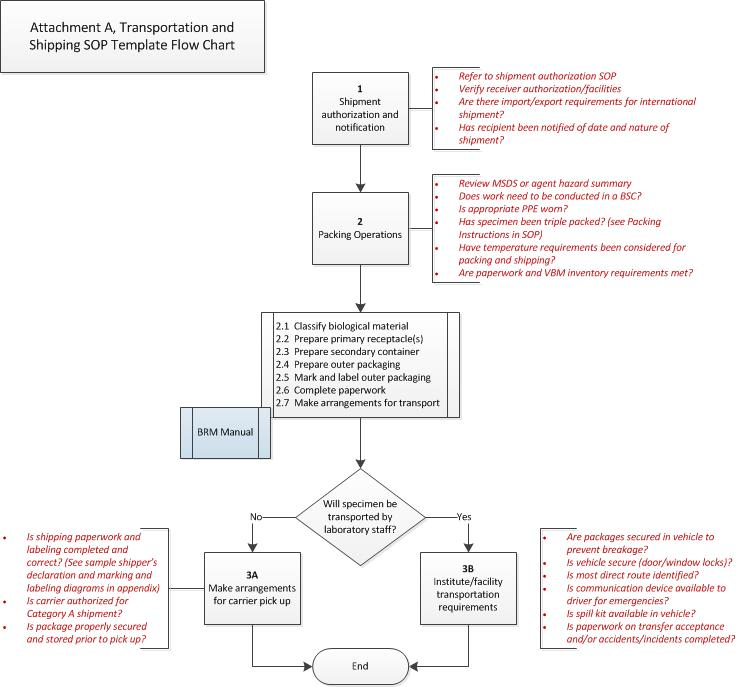 Attachment A, Transportation and
Shipping SOP Template Flow Chart
1
Shipment
authorization and
notification
• Refer to shipment authorization SOP
• Verify receiver authorization/facilities
• Are there import/export requirements for international
shipment?
• Has recipient been notified of date and nature of
shipment?
2
Packing Operations
• Review MSDS or agent hazard summary
• Does work need to be conducted in a BSC?
• Is appropriate PPE worn?
• Has specimen been triple packed? (see Packing
Instructions in SOP)
• Have temperature requirements been considered for
packing and shipping?
• Are paperwork and VBM inventory requirements met?
2.1 Classify biological material
2.2 Prepare primary receptacle(s)
2.3 Prepare secondary container
2.4 Prepare outer packaging
2.5 Mark and label outer packaging
2.6 Complete paperwork
2.7 Make arrangements for transport
BRM Manual
Will specimen be
transported by
laboratory staff?
No
Yes
• Is shipping paperwork and
labeling completed and
correct? (See sample shipper's
declaration and marking and
labeling diagrams in appendix)
• Is carrier authorized for
Category A shipment?
• Is package properly secured
and stored prior to pick up?
3A
Make arrangements
for carrier pick up
3B
Institute/facility
transportation
requirements
• Are packages secured in vehicle to
prevent breakage?
• Is vehicle secure (door/window locks)?
• Is most direct route identified?
• Is communication device available to
driver for emergencies?
• Is spill kit available in vehicle?
• Is paperwork on transfer acceptance
and/or accidents/incidents completed?
End